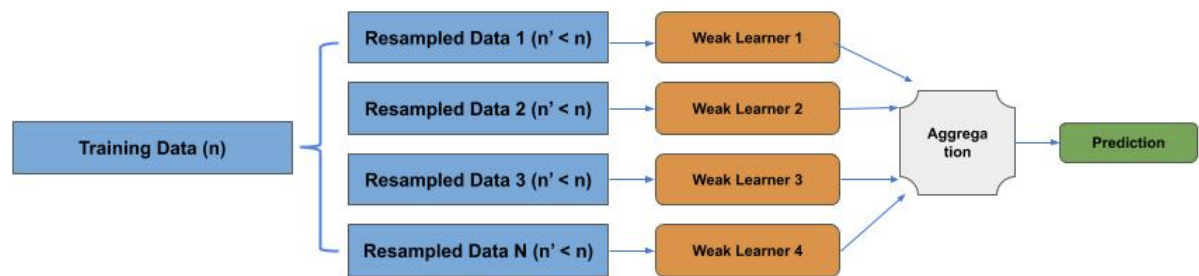 Training Data (n)
Resampled Data 1 (n' < n)
Weak Learner 1
Resampled Data 2 (n' < n)
Weak Learner 2
Resampled Data 3 (n' < n)
Weak Learner 3
Resampled Data N (n' < n)
Weak Learner 4
Aggrega
tion
Prediction